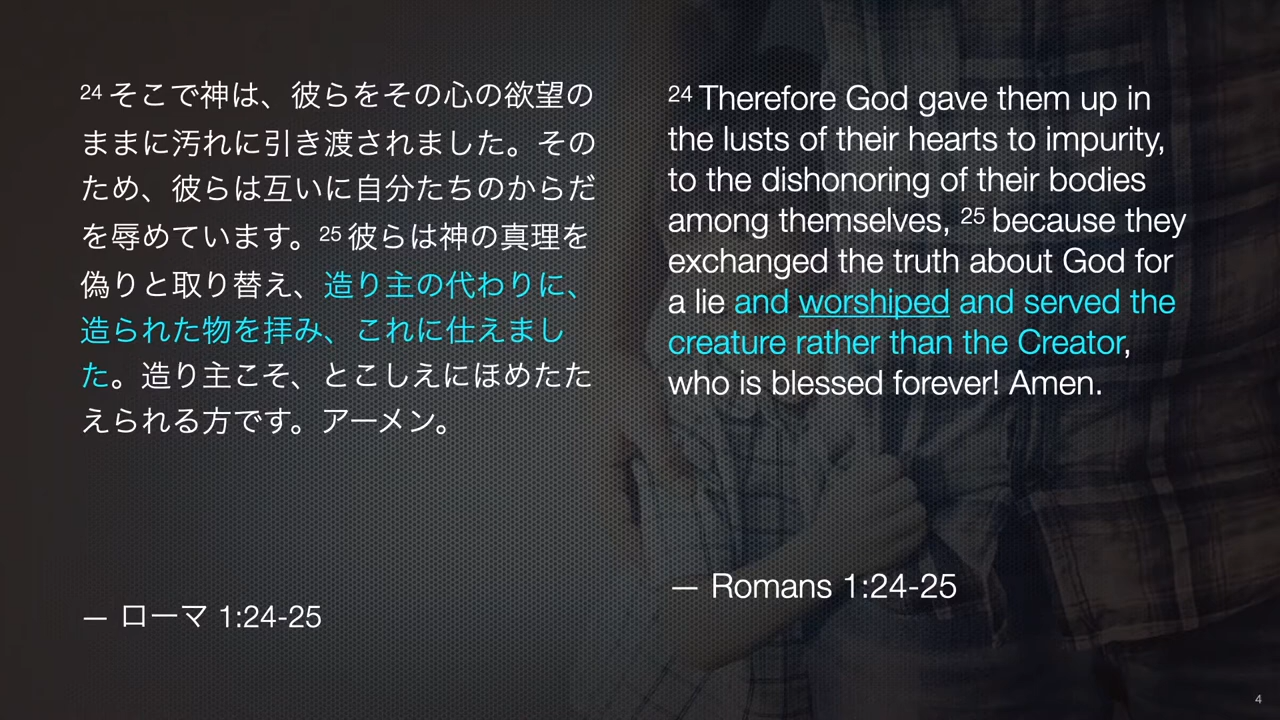 24 そこで神は、彼らをその心の欲望の
ままに汚れに引き渡されました。その
ため、彼らは互いに自分たちのからだ
を辱めています。25 彼らは神の真理を
偽りと取り替え、造り主の代わりに、
造られた物を拝み、これに仕えまし
た。造り主こそ、とこしえにほめたた
えられる方です。アーメン。
— ローマ 1:24-25
24 Therefore God gave them up in
the lusts of their hearts to impurity,
to the dishonoring of their bodies
among themselves, 25 because they
exchanged the truth about God for
a lie and worshiped and served the
creature rather than the Creator,
who is blessed forever! Amen.
— Romans 1:24-25
4